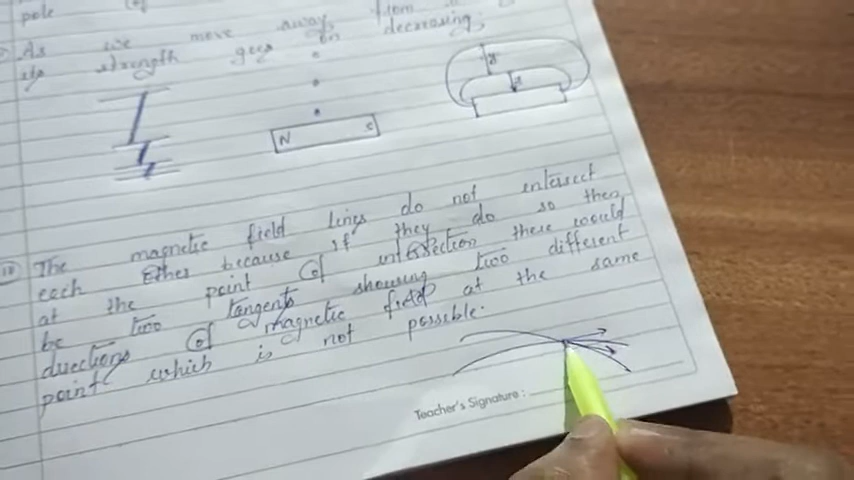 pole of
As we move away from
its strength goes on decreasing
N S
10 The magnetic field lines do not intersect
each other because if they do so then
at the point of intersection there would
be two tangents showing two different
directions of magnetic field at the same
point which is not possible.
Teacher's Signature :